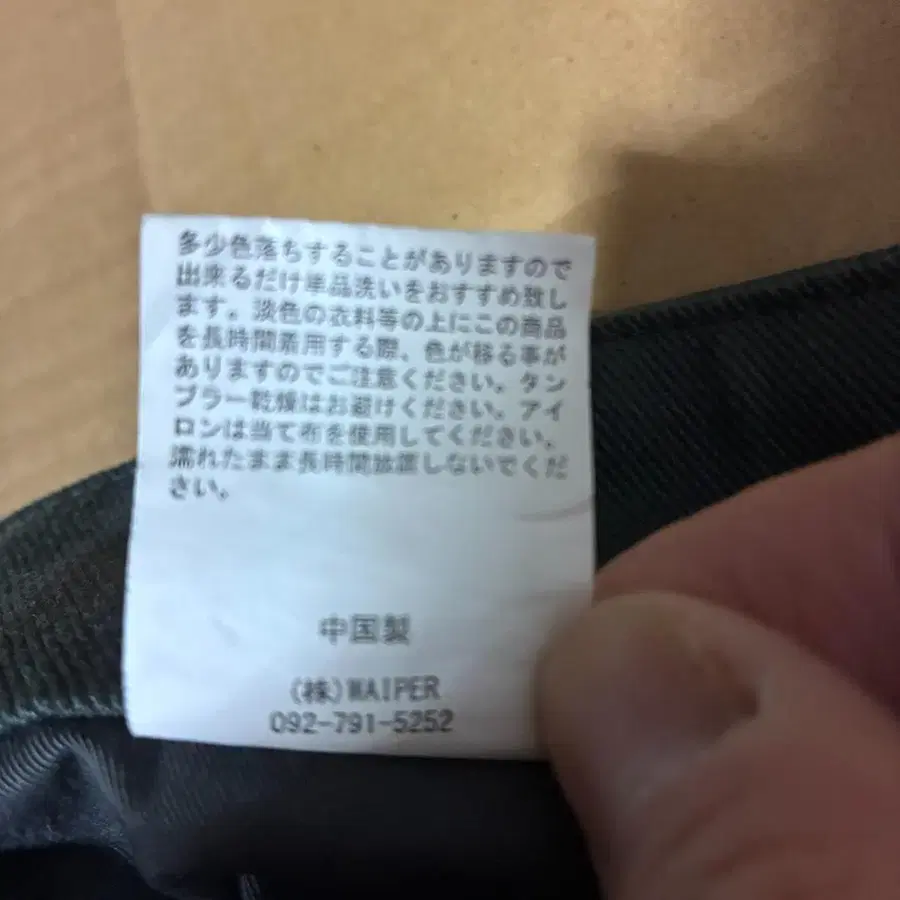 多少色落ちすることがありますので
出来るだけ単品洗いをおすすめ致し
ます。淡色の衣料等の上にこの商品
を長時間着用する際、色が移る事が
ありますのでご注意ください。タン
ブラー乾燥はお避けください。アイ
ロンは当て布を使用してください。
濡れたまま長時間放置しないでくだ
さい。
中国製
(株)WAIPER
092-791-5252